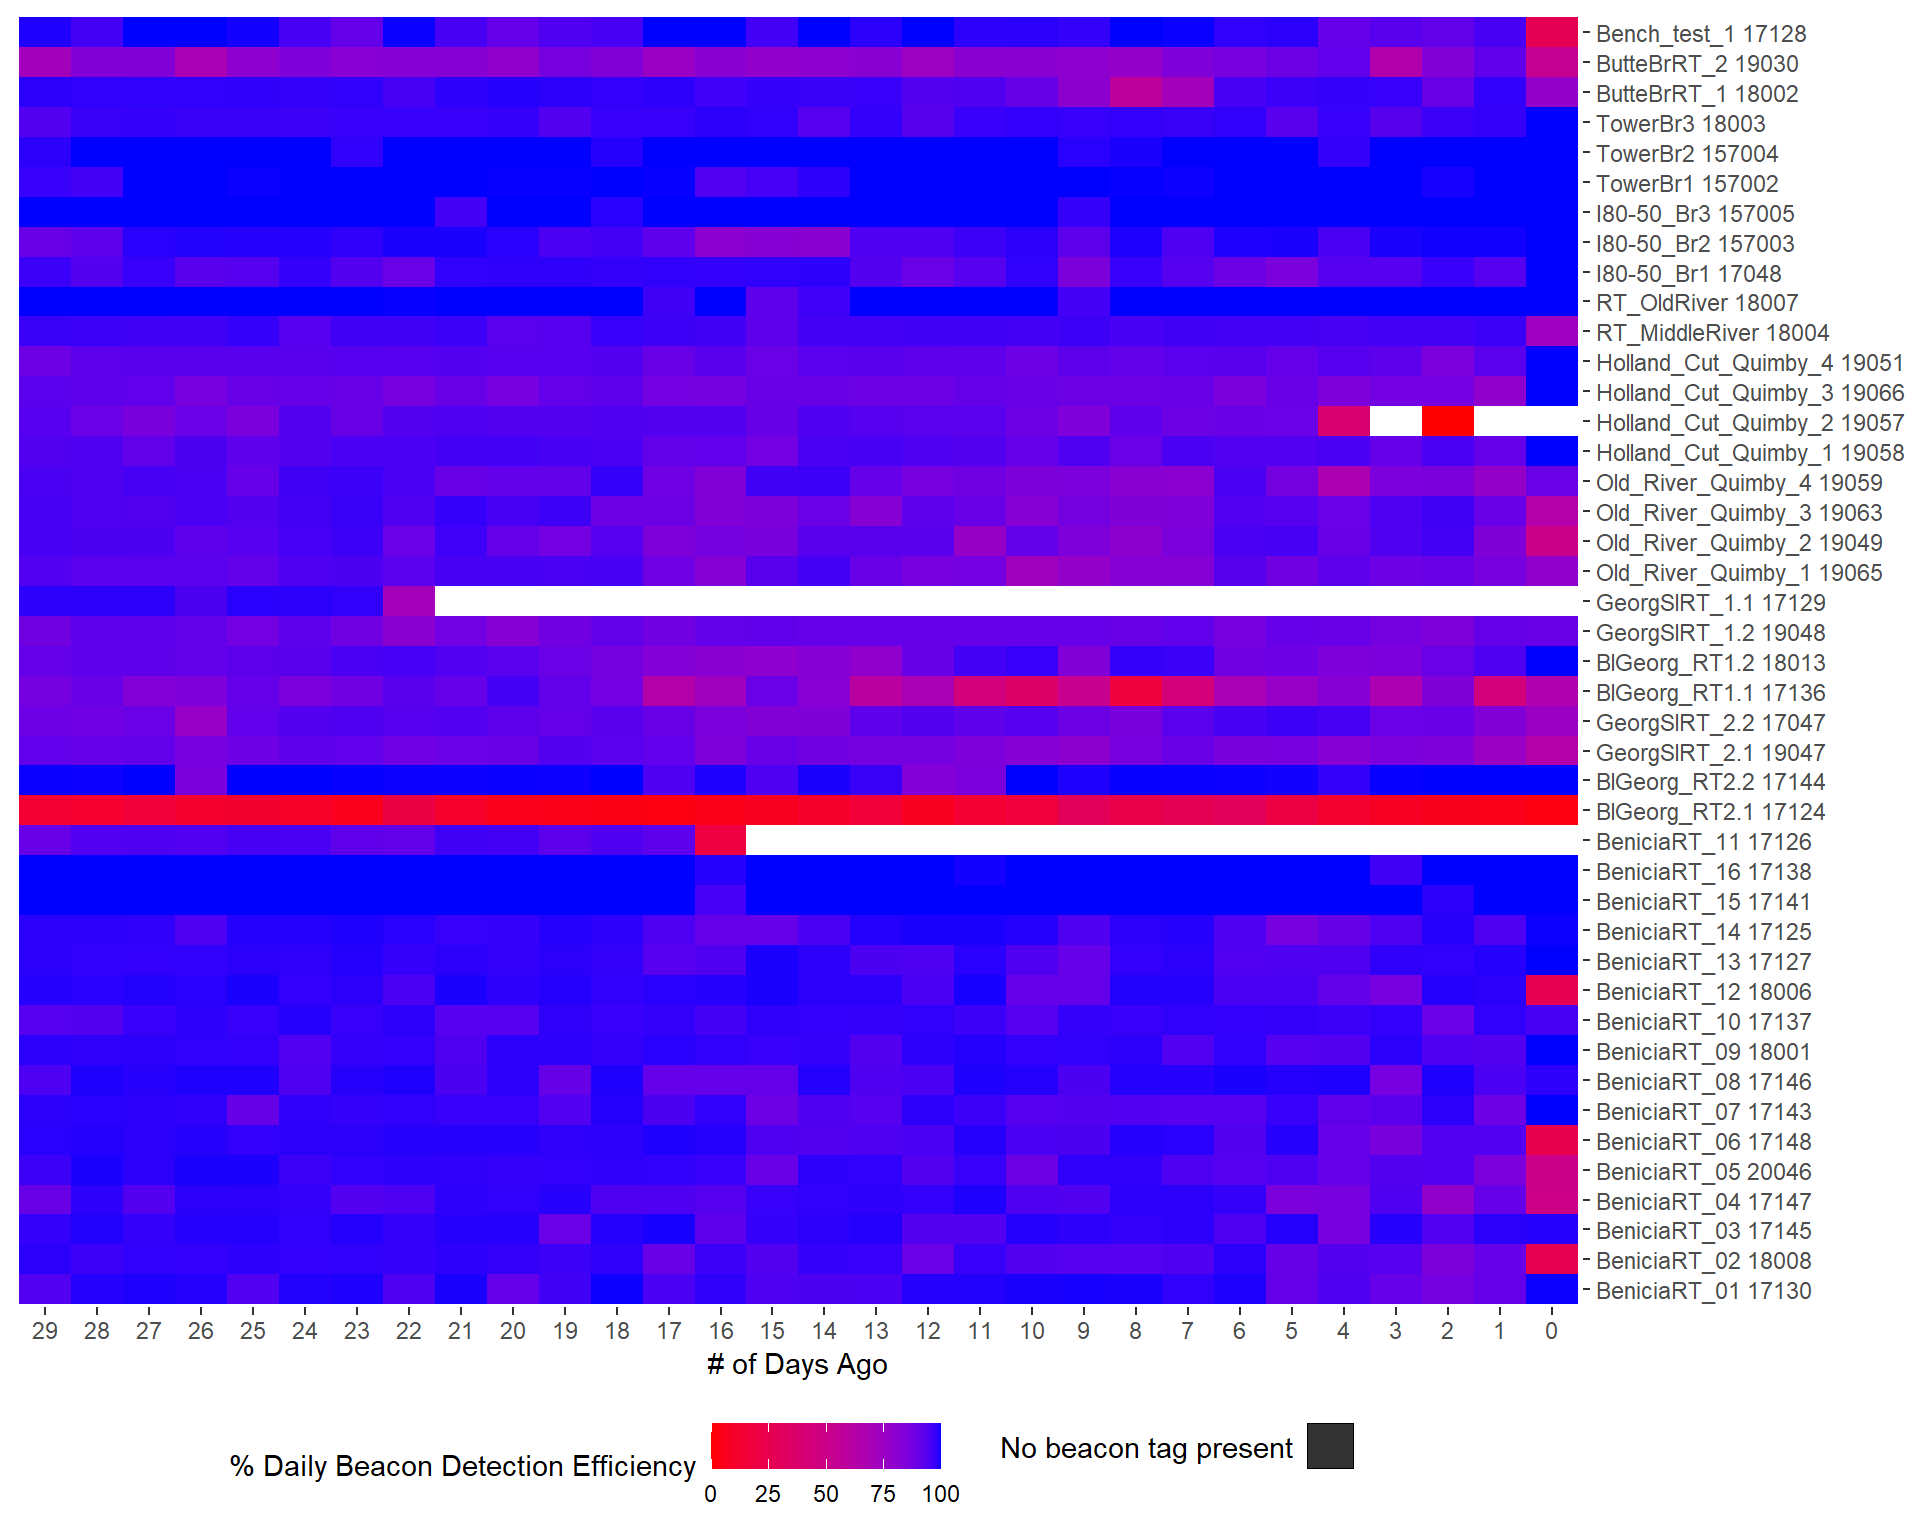 Bench_test_1 17128
ButteBrRT_2 19030
ButteBrRT_1 18002
TowerBr3 18003
TowerBr2 157004
TowerBr1 157002
I80-50_Br3 157005
I80-50_Br2 157003
I80-50_Br1 17048
RT_OldRiver 18007
RT_MiddleRiver 18004
Holland_Cut_Quimby_4 19051
Holland_Cut_Quimby_3 19066
Holland_Cut_Quimby_2 19057
Holland_Cut_Quimby_1 19058
Old_River_Quimby_4 19059
Old_River_Quimby_3 19063
Old_River_Quimby_2 19049
Old_River_Quimby_1 19065
GeorgSlRT_1.1 17129
GeorgSlRT_1.2 19048
BlGeorg_RT1.2 18013
BlGeorg_RT1.1 17136
GeorgSlRT_2.2 17047
GeorgSlRT_2.1 19047
BlGeorg_RT2.2 17144
BlGeorg_RT2.1 17124
BeniciaRT_11 17126
BeniciaRT_16 17138
BeniciaRT_15 17141
BeniciaRT_14 17125
BeniciaRT_13 17127
BeniciaRT_12 18006
BeniciaRT_10 17137
BeniciaRT_09 18001
BeniciaRT_08 17146
BeniciaRT_07 17143
BeniciaRT_06 17148
BeniciaRT_05 20046
BeniciaRT_04 17147
BeniciaRT_03 17145
BeniciaRT_02 18008
BeniciaRT_01 17130
29 28 27 26 25 24 23 22 21 20 19 18 17 16 15 14 13 12 11 10 9 8 7 6 5 4 3 2 1 0
# of Days Ago
% Daily Beacon Detection Efficiency
0 25 50 75 100
No beacon tag present